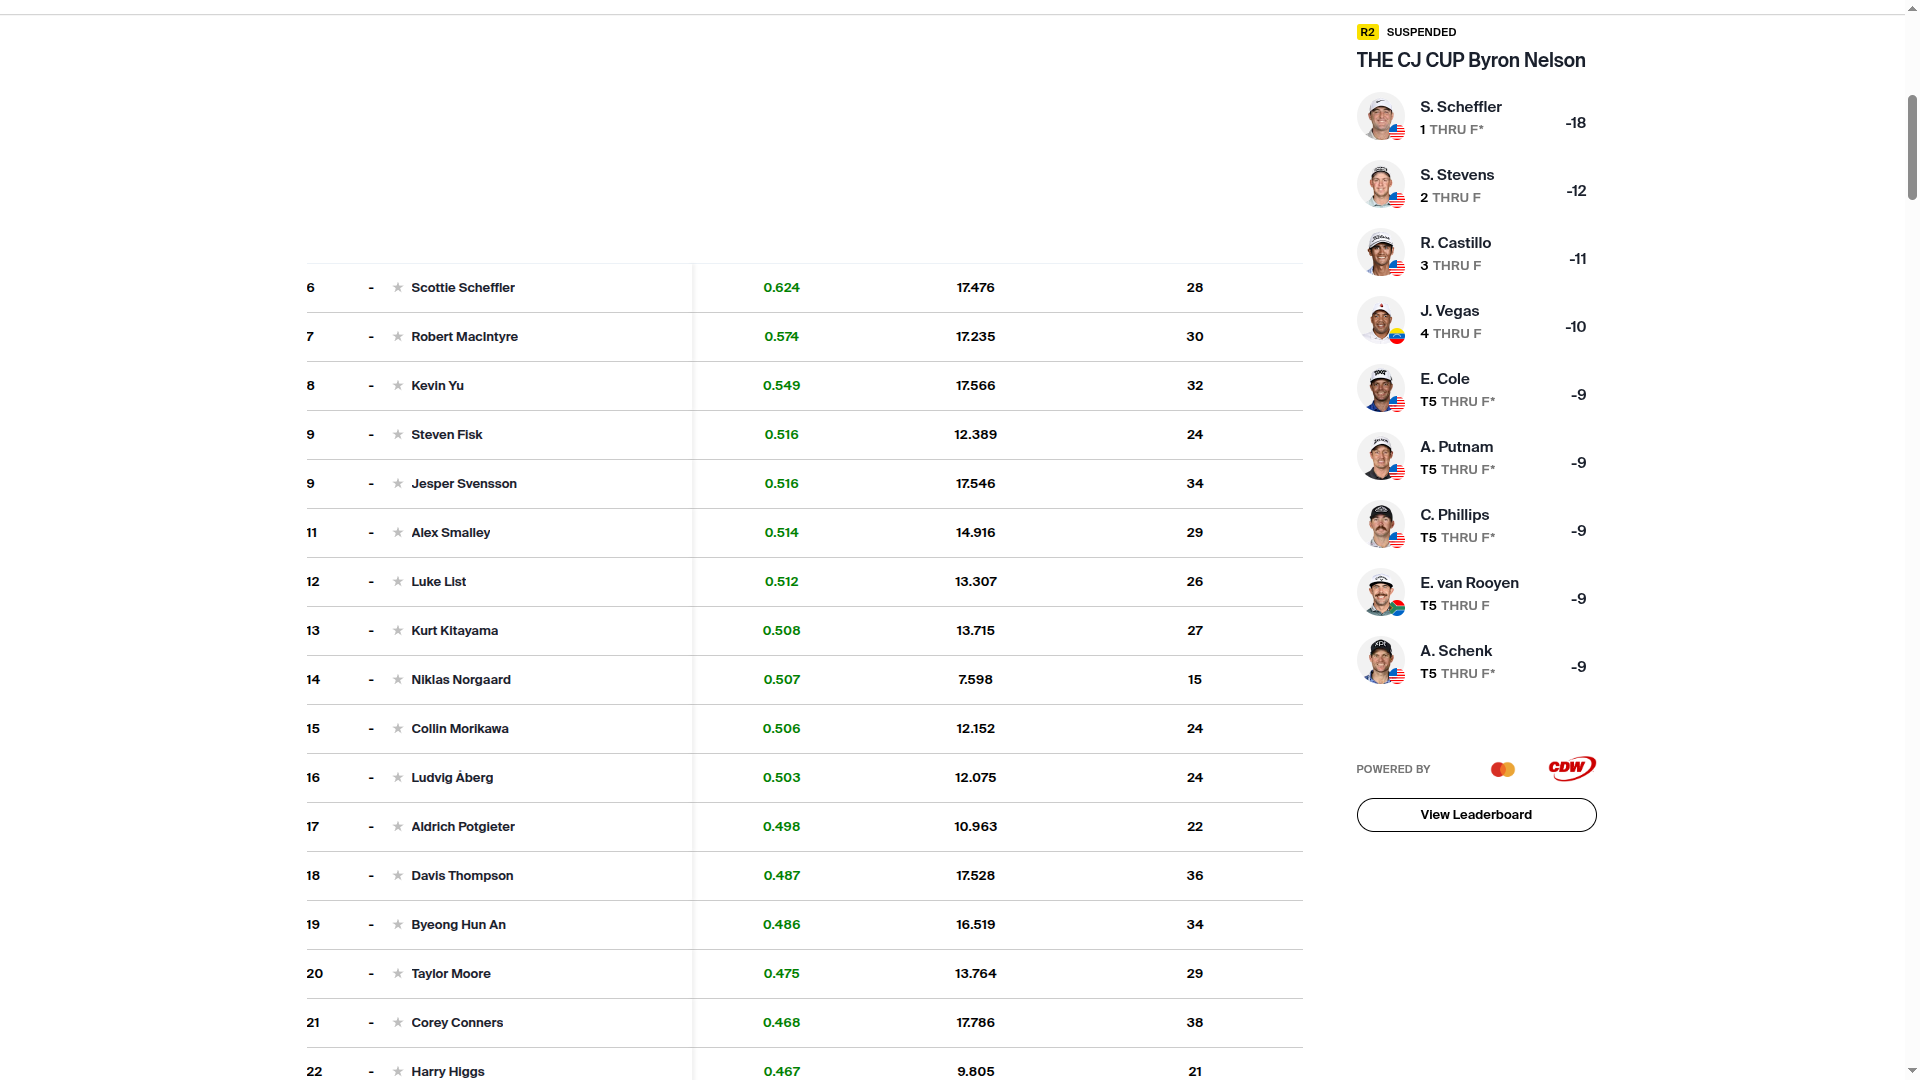 6 - Scottie Scheffler 0.624 17.476 28
7 - Robert MacIntyre 0.574 17.235 30
8 - Kevin Yu 0.549 17.566 32
9 - Steven Fisk 0.516 12.389 24
9 - Jesper Svensson 0.516 17.546 34
11 - Alex Smalley 0.514 14.916 29
12 - Luke List 0.512 13.307 26
13 - Kurt Kitayama 0.508 13.715 27
14 - Niklas Norgaard 0.507 7.598 15
15 - Collin Morikawa 0.506 12.152 24
16 - Ludvig Åberg 0.503 12.075 24
17 - Aldrich Potgieter 0.498 10.963 22
18 - Davis Thompson 0.487 17.528 36
19 - Byeong Hun An 0.486 16.519 34
20 - Taylor Moore 0.475 13.764 29
21 - Corey Conners 0.468 17.786 38
22 - Harry Higgs 0.467 9.805 21
R2 SUSPENDED
THE CJ CUP Byron Nelson
S. Scheffler
1 THRU F* -18
S. Stevens
2 THRU F -12
R. Castillo
3 THRU F -11
J. Vegas
4 THRU F -10
E. Cole
T5 THRU F* -9
A. Putnam
T5 THRU F* -9
C. Phillips
T5 THRU F* -9
E. van Rooyen
T5 THRU F -9
A. Schenk
T5 THRU F* -9
POWERED BY CDW
View Leaderboard